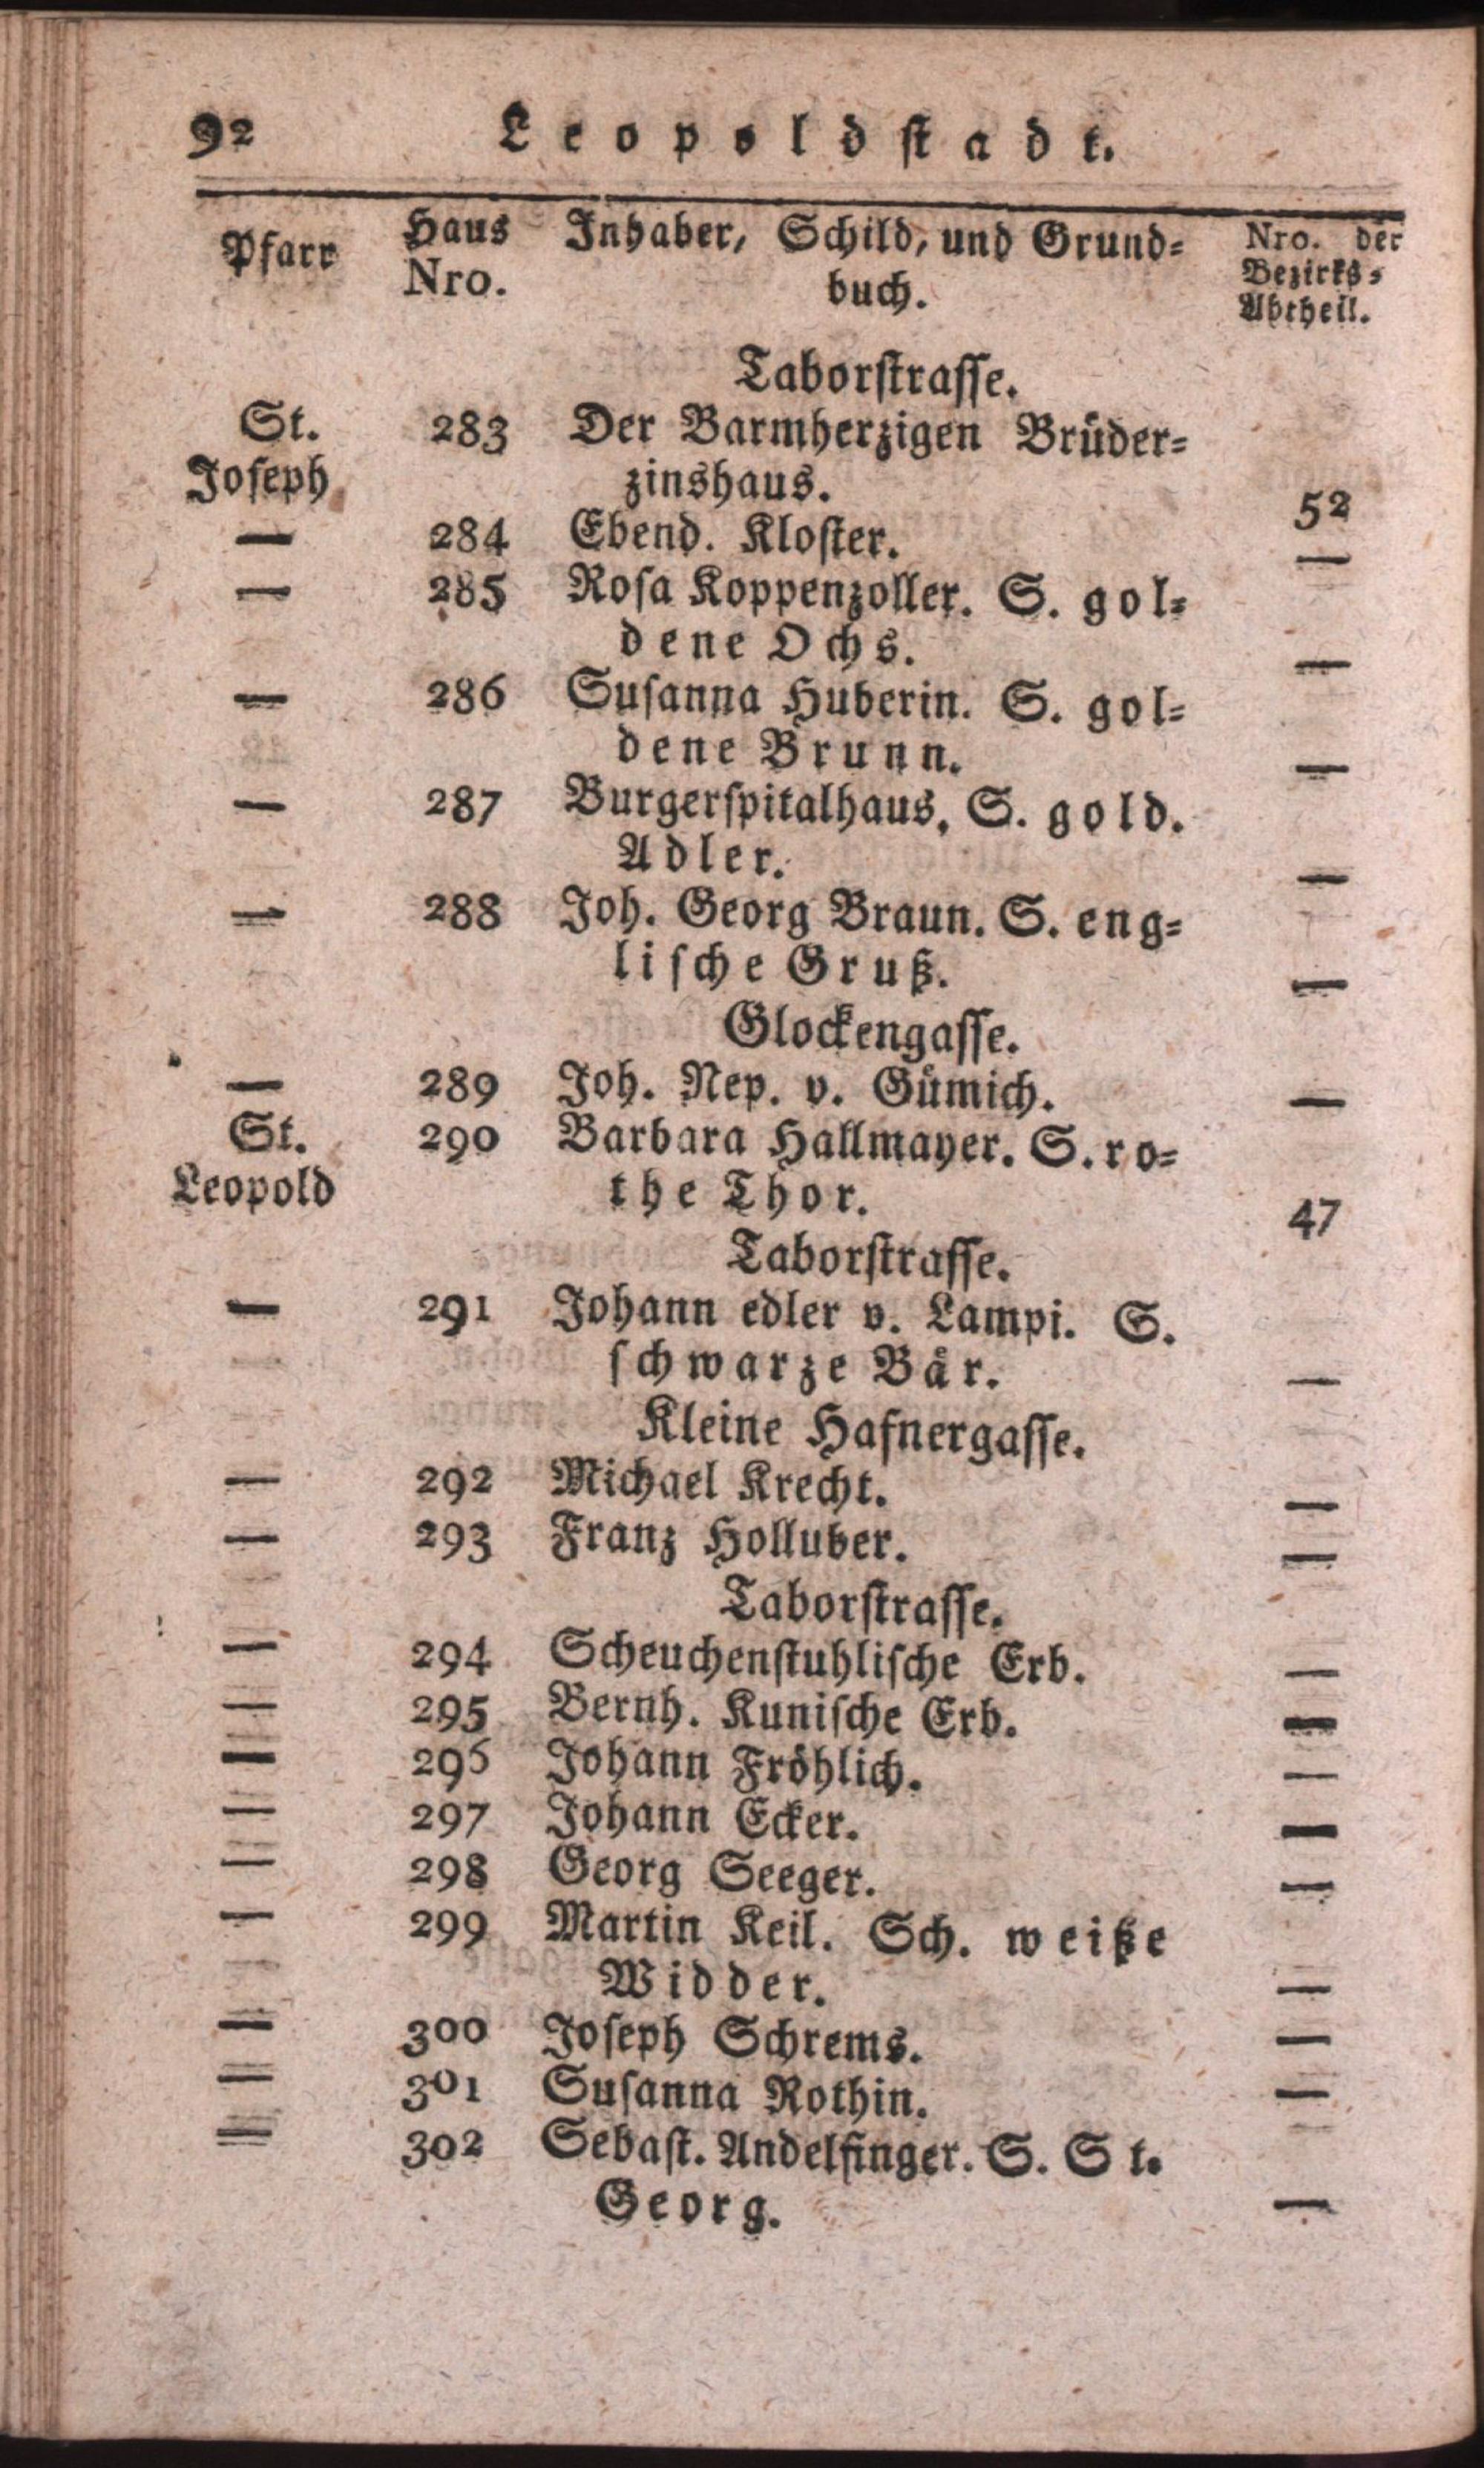 92 Leopoldstadt.
Pfarr Haus Nro. Inhaber, Schild, und Grund= Nro. der
buch. Bezirks=
Abtheil.
Taborstrasse.
St. 283 Der Barmherzigen Brüder=
Joseph zinshaus. 52
— 284 Ebend. Kloster. —
— 285 Rosa Koppenzoller. S. gol=
dene Ochs. —
— 286 Susanna Huberin. S. gol=
dene Brunn. —
— 287 Burgerspitalhaus, S. gold.
Adler. —
— 288 Joh. Georg Braun. S. eng=
lische Gruß. —
Glockengasse.
— 289 Joh. Nep. v. Gümich. —
St. 290 Barbara Hallmayer. S. ro=
Leopold the Thor. 47
Taborstrasse.
— 291 Johann edler v. Lampi. S.
schwarze Bär. —
Kleine Hafnergasse.
— 292 Michael Krecht. —
— 293 Franz Holluber. —
Taborstrasse.
— 294 Scheuchenstuhlische Erb. —
— 295 Bernh. Kunische Erb. —
— 296 Johann Fröhlich. —
— 297 Johann Ecker. —
— 298 Georg Seeger. —
— 299 Martin Keil. Sch. weiße
Widder. —
— 300 Joseph Schrems. —
— 301 Susanna Rothin. —
— 302 Sebast. Andelfinger. S. St.
Georg. —